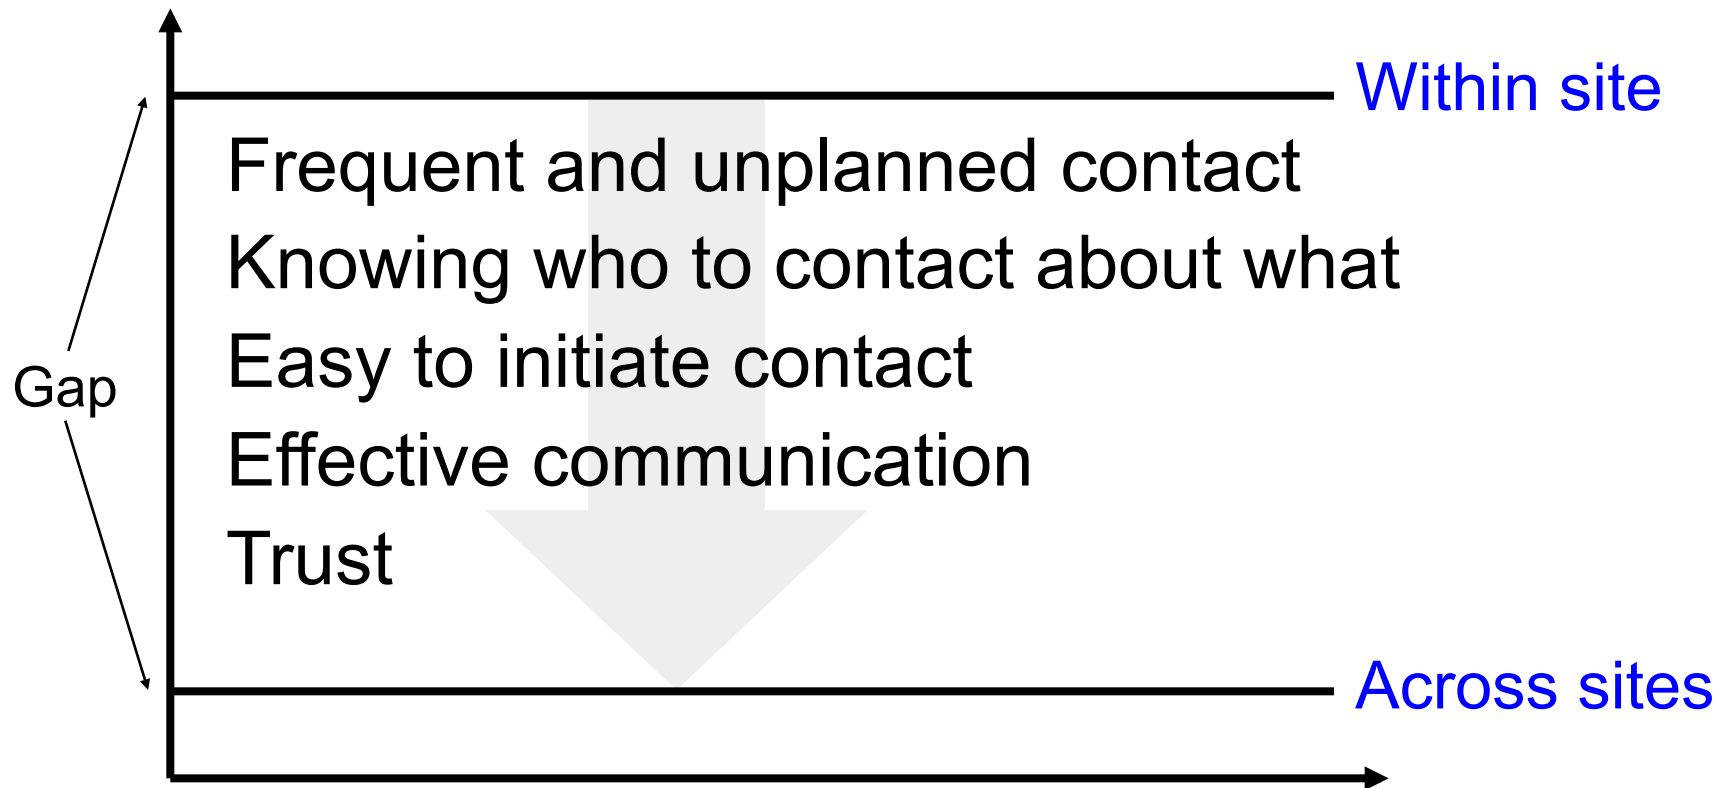 Within site
Frequent and unplanned contact
Knowing who to contact about what
Easy to initiate contact
Gap
Effective communication
Trust
Across sites